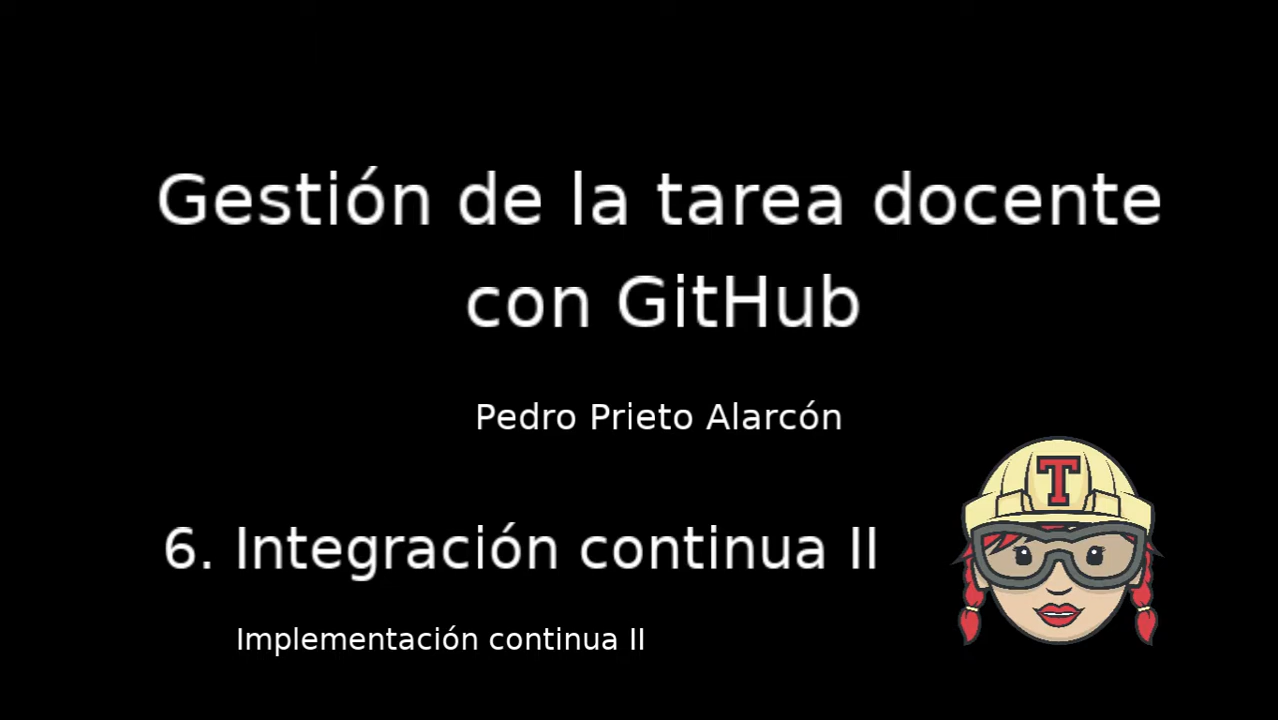 Gestión de la tarea docente
con GitHub
Pedro Prieto Alarcón
T
6. Integración continua II
Implementación continua II